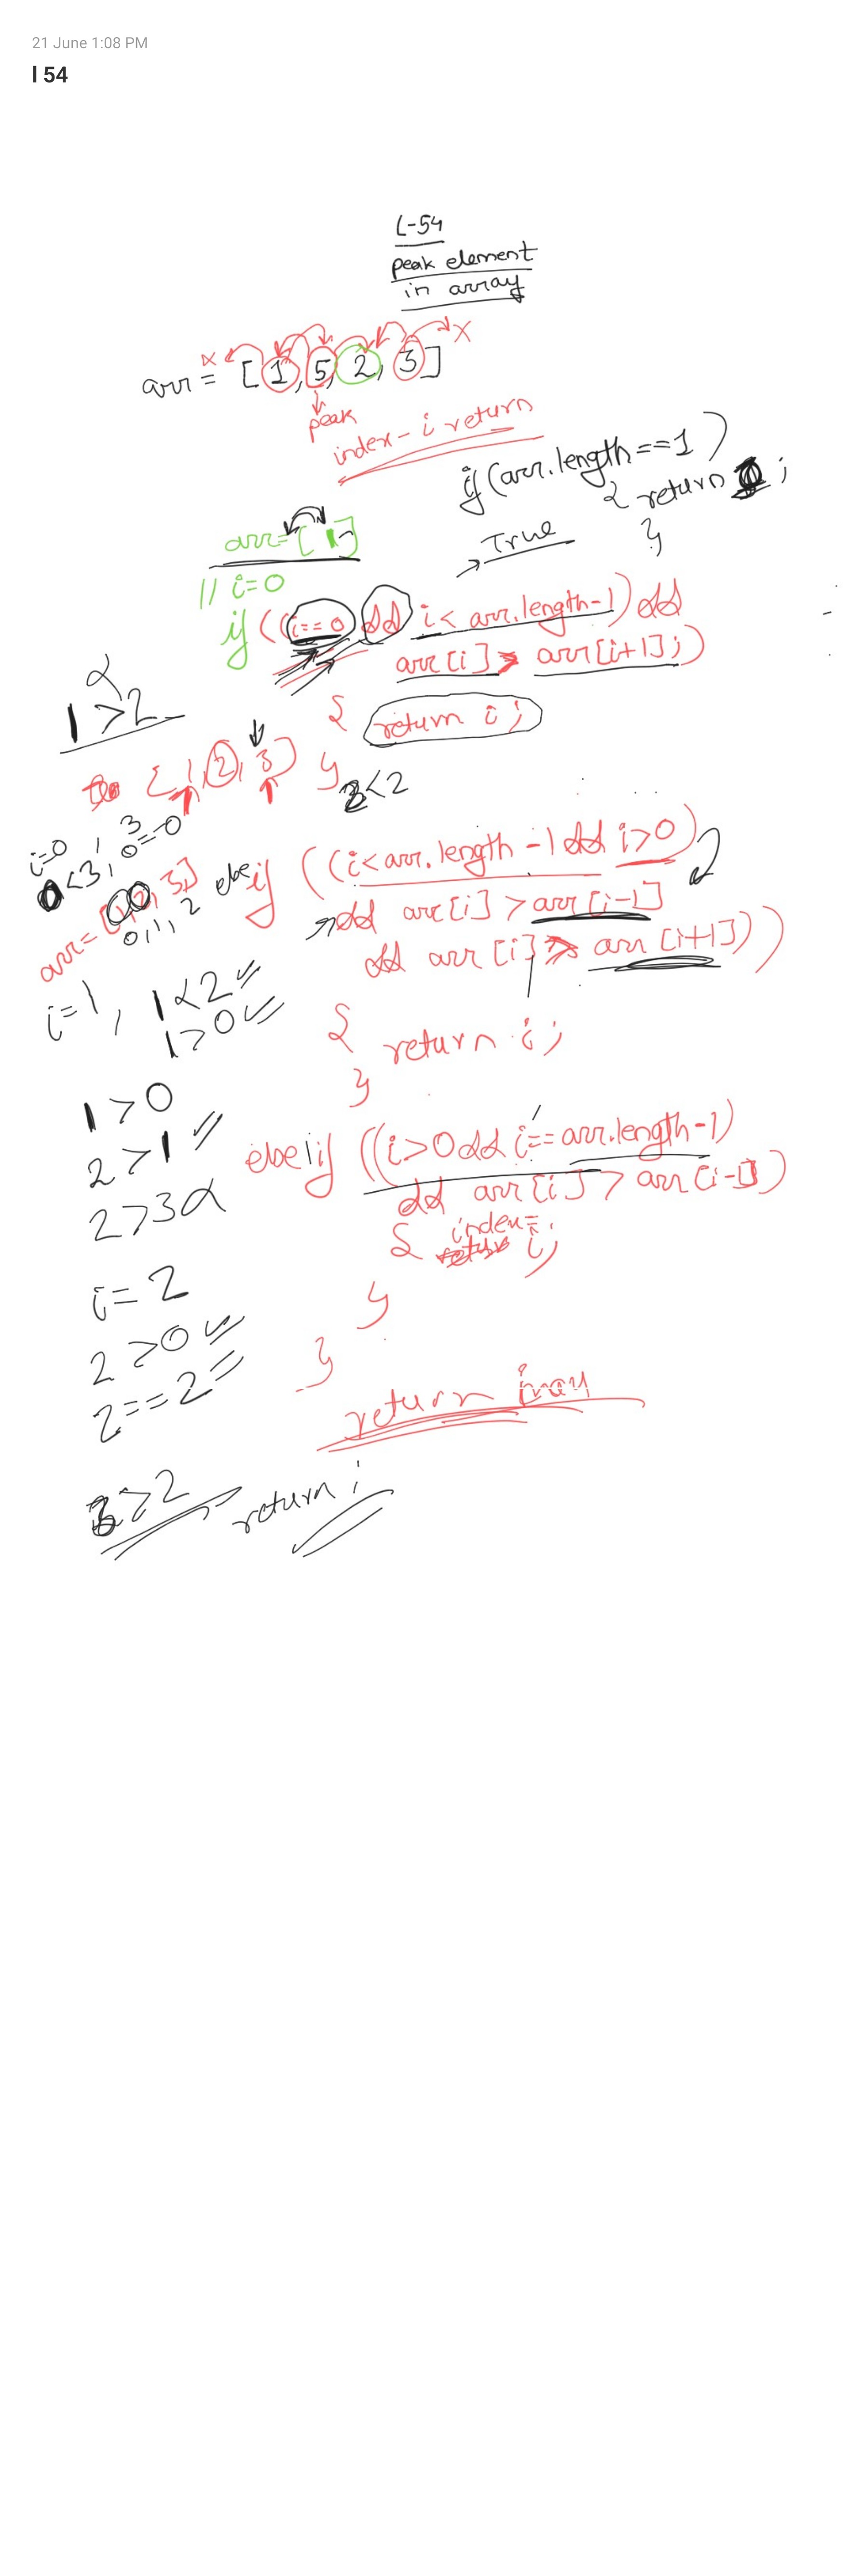 21 June 1:08 PM
l 54
L-54
peak element
in array
arr = [1, 5, 2, 3]
peak
index - i return
if (arr.length==1)
{ return 0;
}
arr=[1]
True
// i=0
if ((i==0 && i< arr.length-1) &&
arr[i] > arr[i+1];)
{ return i;
}
1 > 2
[1, 2, 3]
3<2
i=0, 3
0<3, 0==0
arr= [1, 2, 3]
0, 1, 2
else if ((i<arr.length-1 && i>0)
&& arr[i] > arr[i-1]
&& arr[i] > arr[i+1]))
i=1, 1<2
1>0
{ return i;
}
1>0
2>1
2>3
else if ((i>0 && i==arr.length-1)
&& arr[i] > arr[i-1])
{ index=
i;
}
}
i=2
2>0
2==2
return
3>2
return i